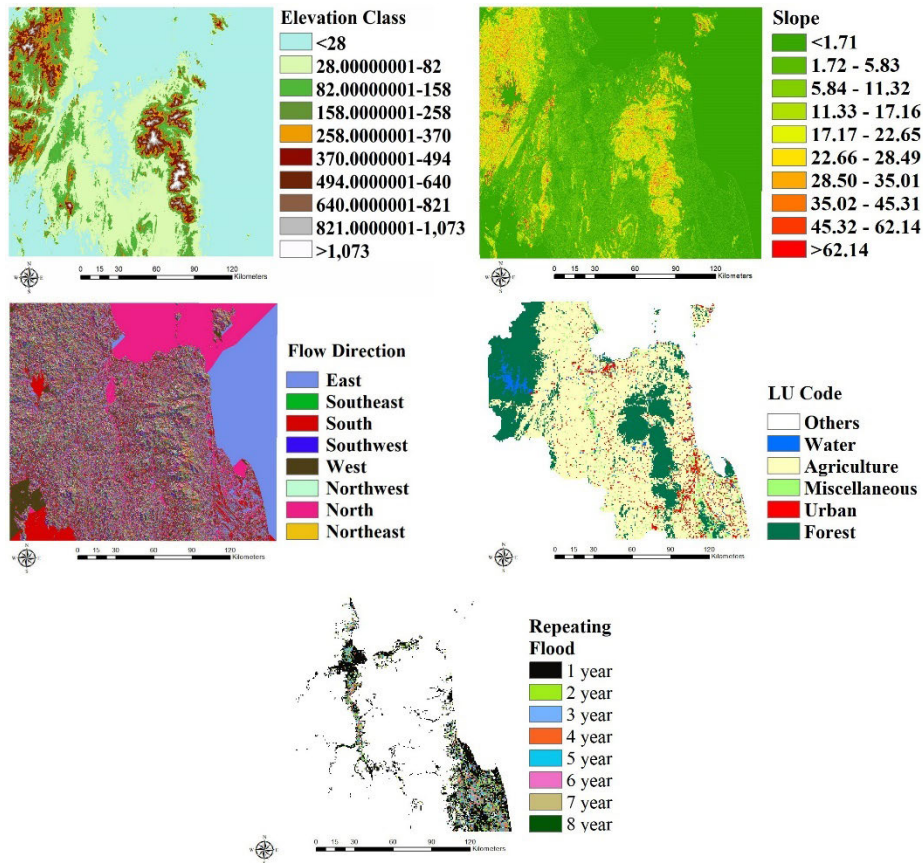 Elevation Class
<28
28.00000001-82
82.0000001-158
158.0000001-258
258.0000001-370
370.0000001-494
494.0000001-640
640.0000001-821
821.0000001-1,073
>1,073
0 15 30 60 90 120
Kilometers
Slope
<1.71
1.72 - 5.83
5.84 - 11.32
11.33 - 17.16
17.17 - 22.65
22.66 - 28.49
28.50 - 35.01
35.02 - 45.31
45.32 - 62.14
>62.14
0 15 30 60 90 120
Kilometers
Flow Direction
East
Southeast
South
Southwest
West
Northwest
North
Northeast
0 15 30 60 90 120
Kilometers
LU Code
Others
Water
Agriculture
Miscellaneous
Urban
Forest
0 15 30 60 90 120
Kilometers
Repeating
Flood
1 year
2 year
3 year
4 year
5 year
6 year
7 year
8 year
0 15 30 60 90 120
Kilometers